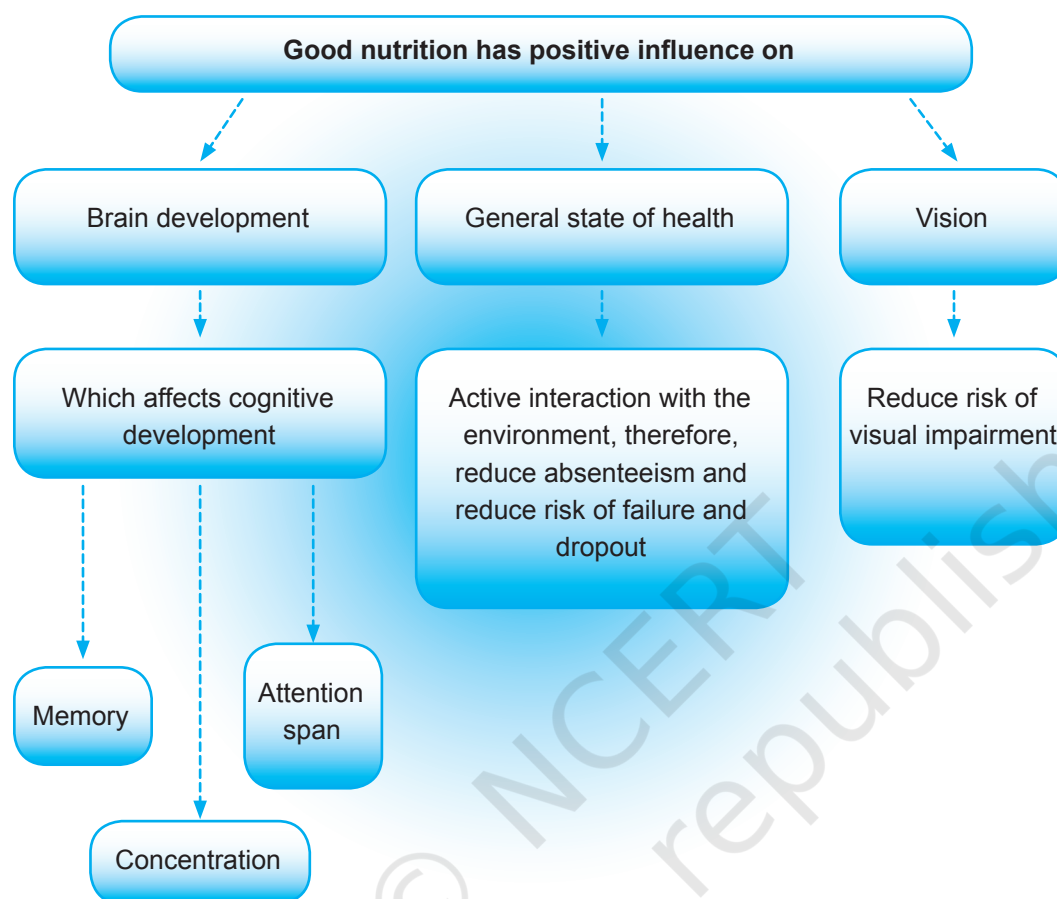 Good nutrition has positive influence on
Brain development
General state of health
Vision
Which affects cognitive
development
Active interaction with the
environment, therefore,
reduce absenteeism and
reduce risk of failure and
dropout
Reduce risk of
visual impairment
Memory
Attention
span
Concentration
© NCERT
republish